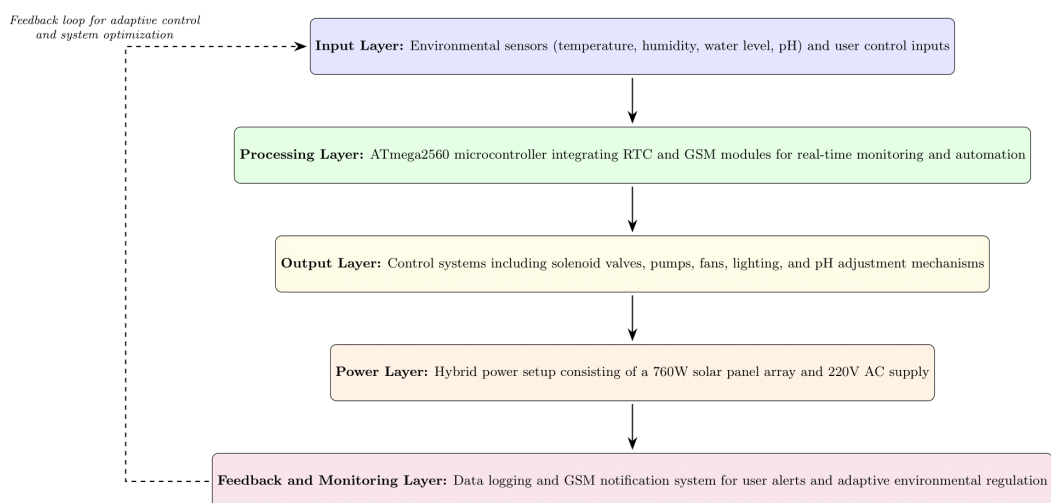 Feedback loop for adaptive control
and system optimization
Input Layer: Environmental sensors (temperature, humidity, water level, pH) and user control inputs
Processing Layer: ATmega2560 microcontroller integrating RTC and GSM modules for real-time monitoring and automation
Output Layer: Control systems including solenoid valves, pumps, fans, lighting, and pH adjustment mechanisms
Power Layer: Hybrid power setup consisting of a 760W solar panel array and 220V AC supply
Feedback and Monitoring Layer: Data logging and GSM notification system for user alerts and adaptive environmental regulation